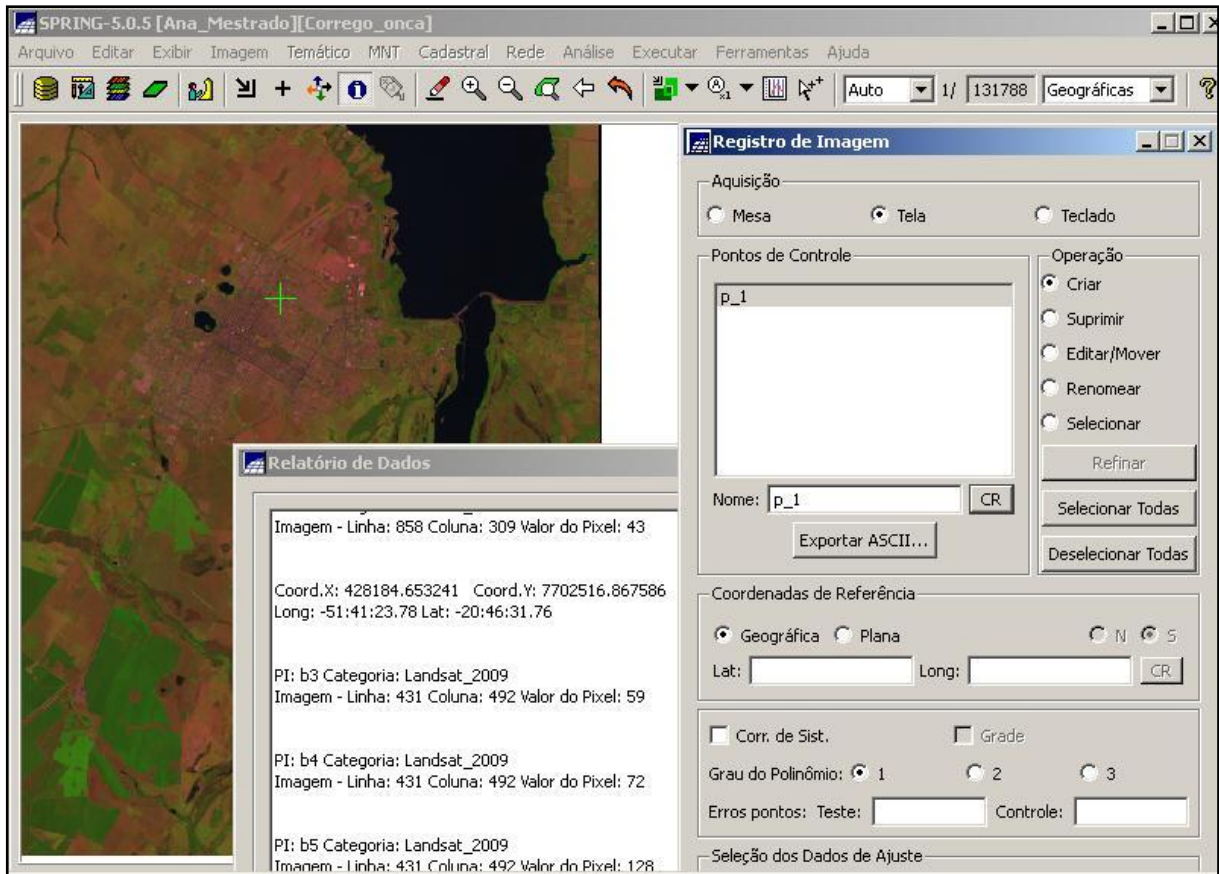 SPRING-5.0.5 [Ana_Mestrado][Corrego_onca]
Arquivo Editar Exibir Imagem Temático MNT Cadastral Rede Análise Executar Ferramentas Ajuda
Auto 1/ 131788 Geográficas
Registro de Imagem
Aquisição
Mesa Tela Teclado
Pontos de Controle
p_1
Nome: p_1 CR
Exportar ASCII...
Operação
Criar
Suprimir
Editar/Mover
Renomear
Selecionar
Refinar
Selecionar Todas
Deselecionar Todas
Coordenadas de Referência
Geográfica Plana N S
Lat: Long: CR
Corr. de Sist. Grade
Grau do Polinômio: 1 2 3
Erros pontos: Teste: Controle:
Seleção dos Dados de Ajuste
Relatório de Dados
Imagem - Linha: 858 Coluna: 309 Valor do Pixel: 43
Coord.X: 428184.653241 Coord.Y: 7702516.867586
Long: -51:41:23.78 Lat: -20:46:31.76
PI: b3 Categoria: Landsat_2009
Imagem - Linha: 431 Coluna: 492 Valor do Pixel: 59
PI: b4 Categoria: Landsat_2009
Imagem - Linha: 431 Coluna: 492 Valor do Pixel: 72
PI: b5 Categoria: Landsat_2009
Imagem - Linha: 431 Coluna: 492 Valor do Pixel: 128